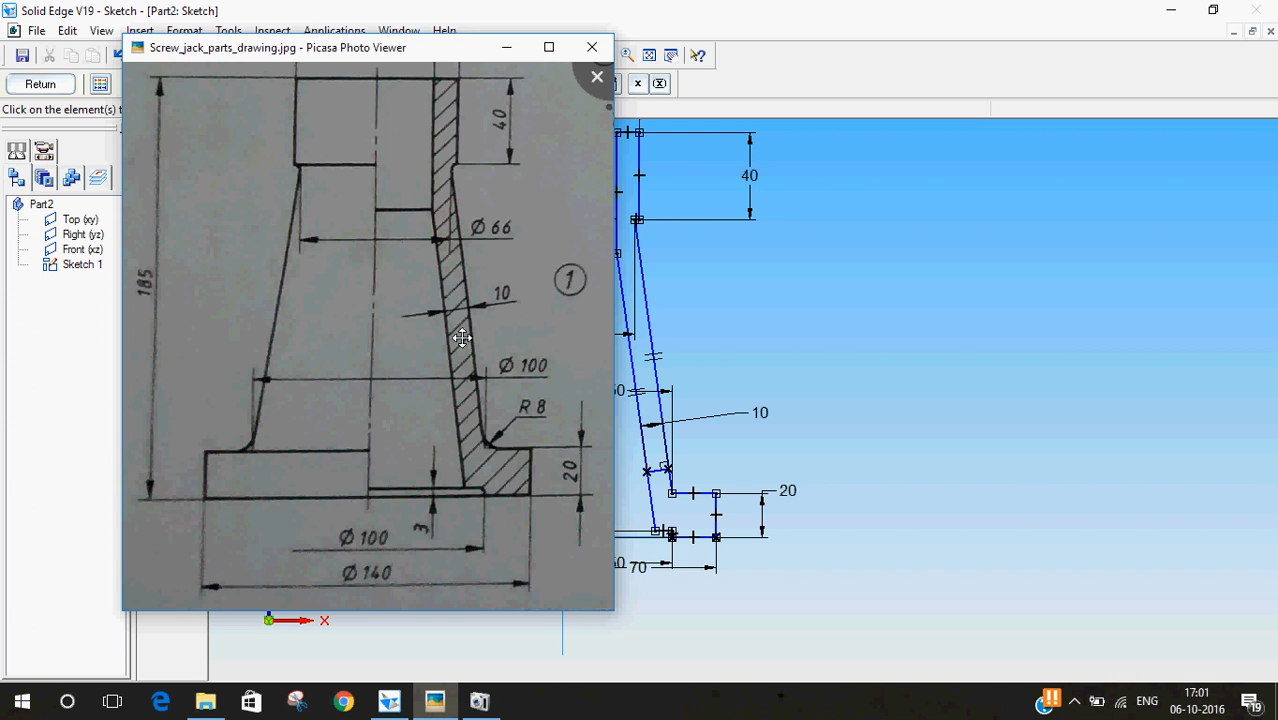 Solid Edge V19 - Sketch - [Part2: Sketch]
File Edit View Insert Format Tools Inspect Applications Window Help
Screw_jack_parts_drawing.jpg - Picasa Photo Viewer
Return
Click on the element(s) t
Part2
Top (xy)
Right (yz)
Front (xz)
Sketch 1
40
Ø 66
185
10
1
Ø 100
R 8
20
3
Ø 100
Ø 140
40
10
20
70
X
ENG
17:01
06-10-2016
19